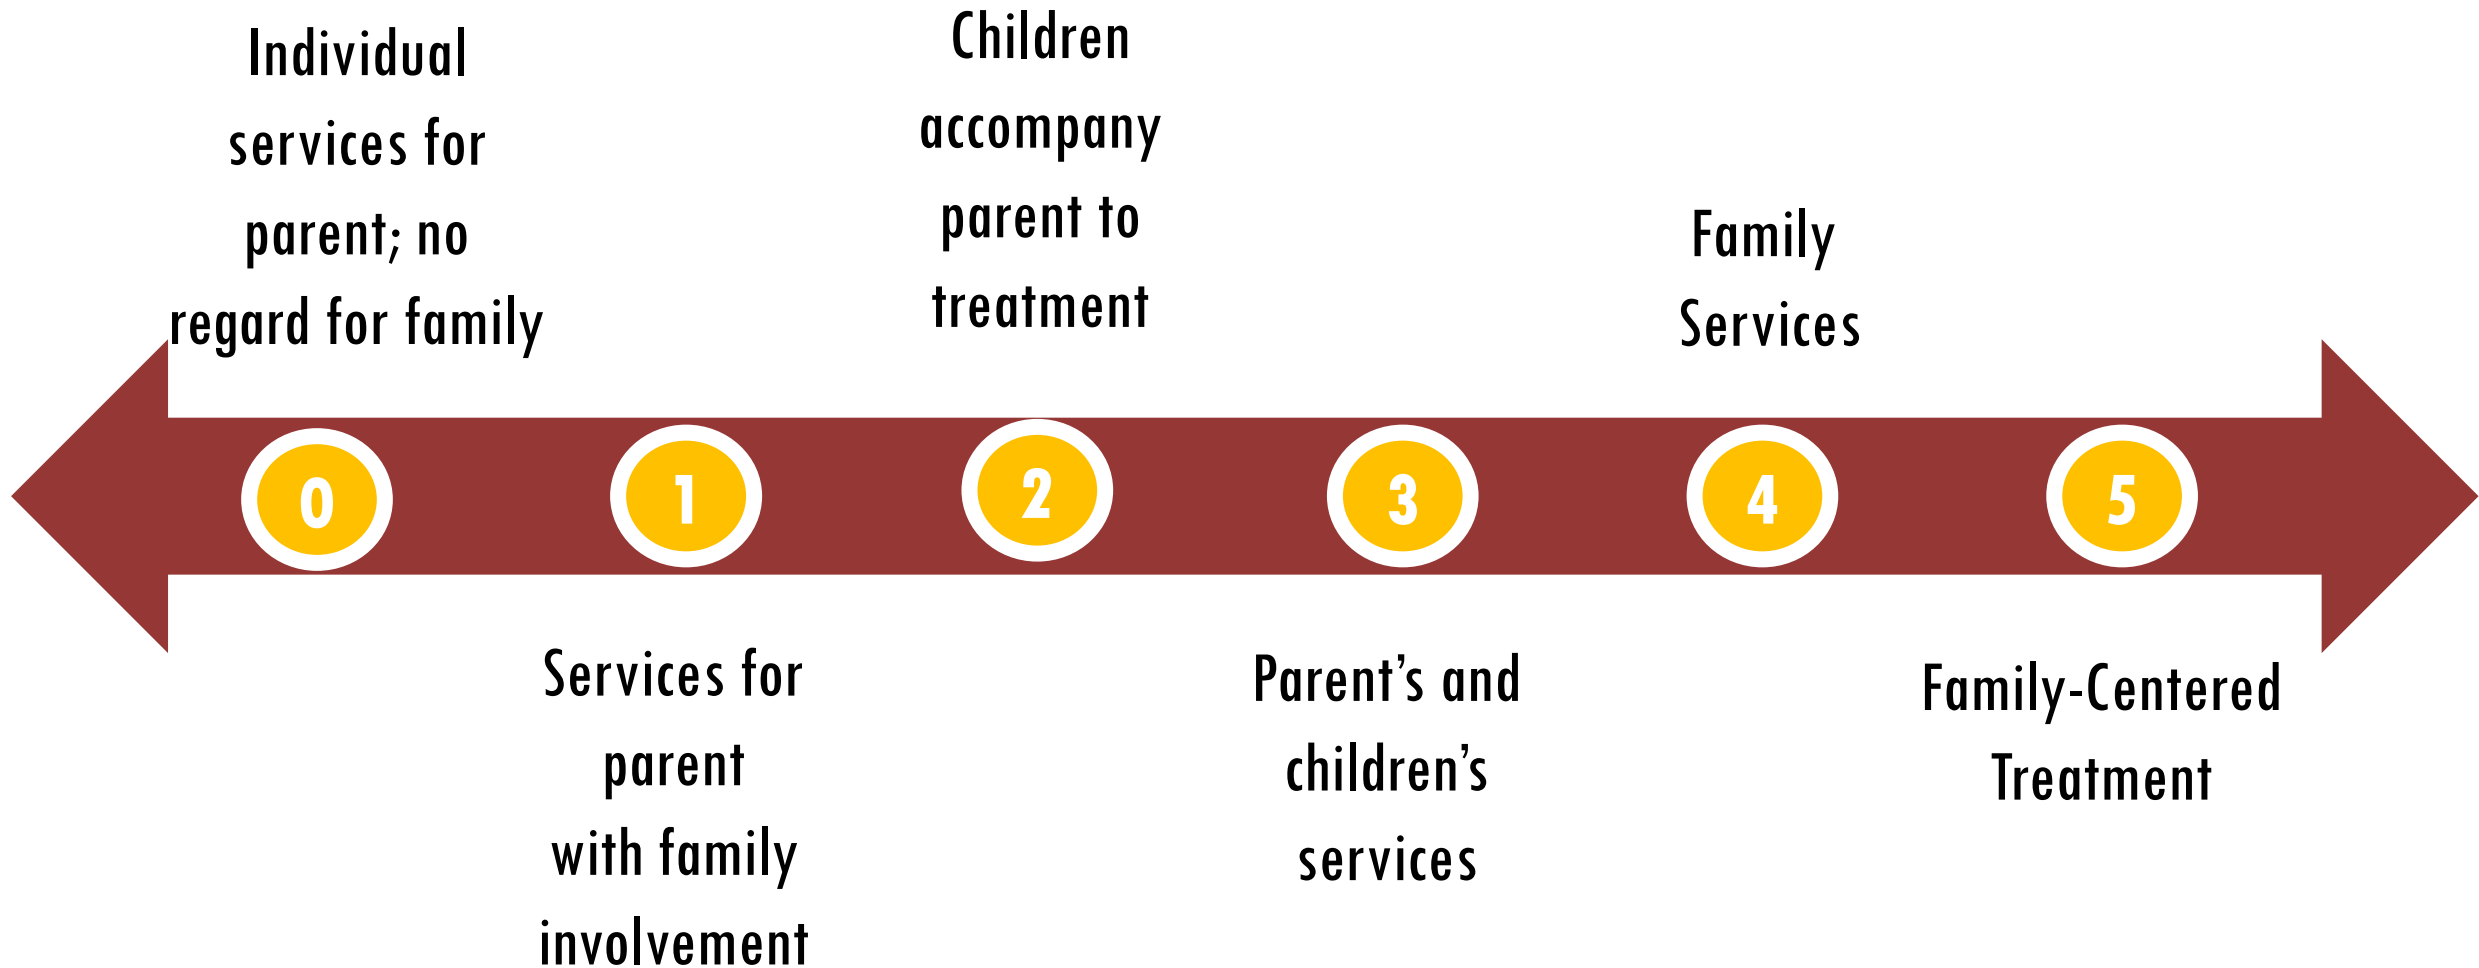 Individual
services for
parent; no
regard for family
Children
accompany
parent to
treatment
Family
Services
0
1
2
3
4
5
Services for
parent
with family
involvement
Parent’s and
children’s
services
Family-Centered
Treatment